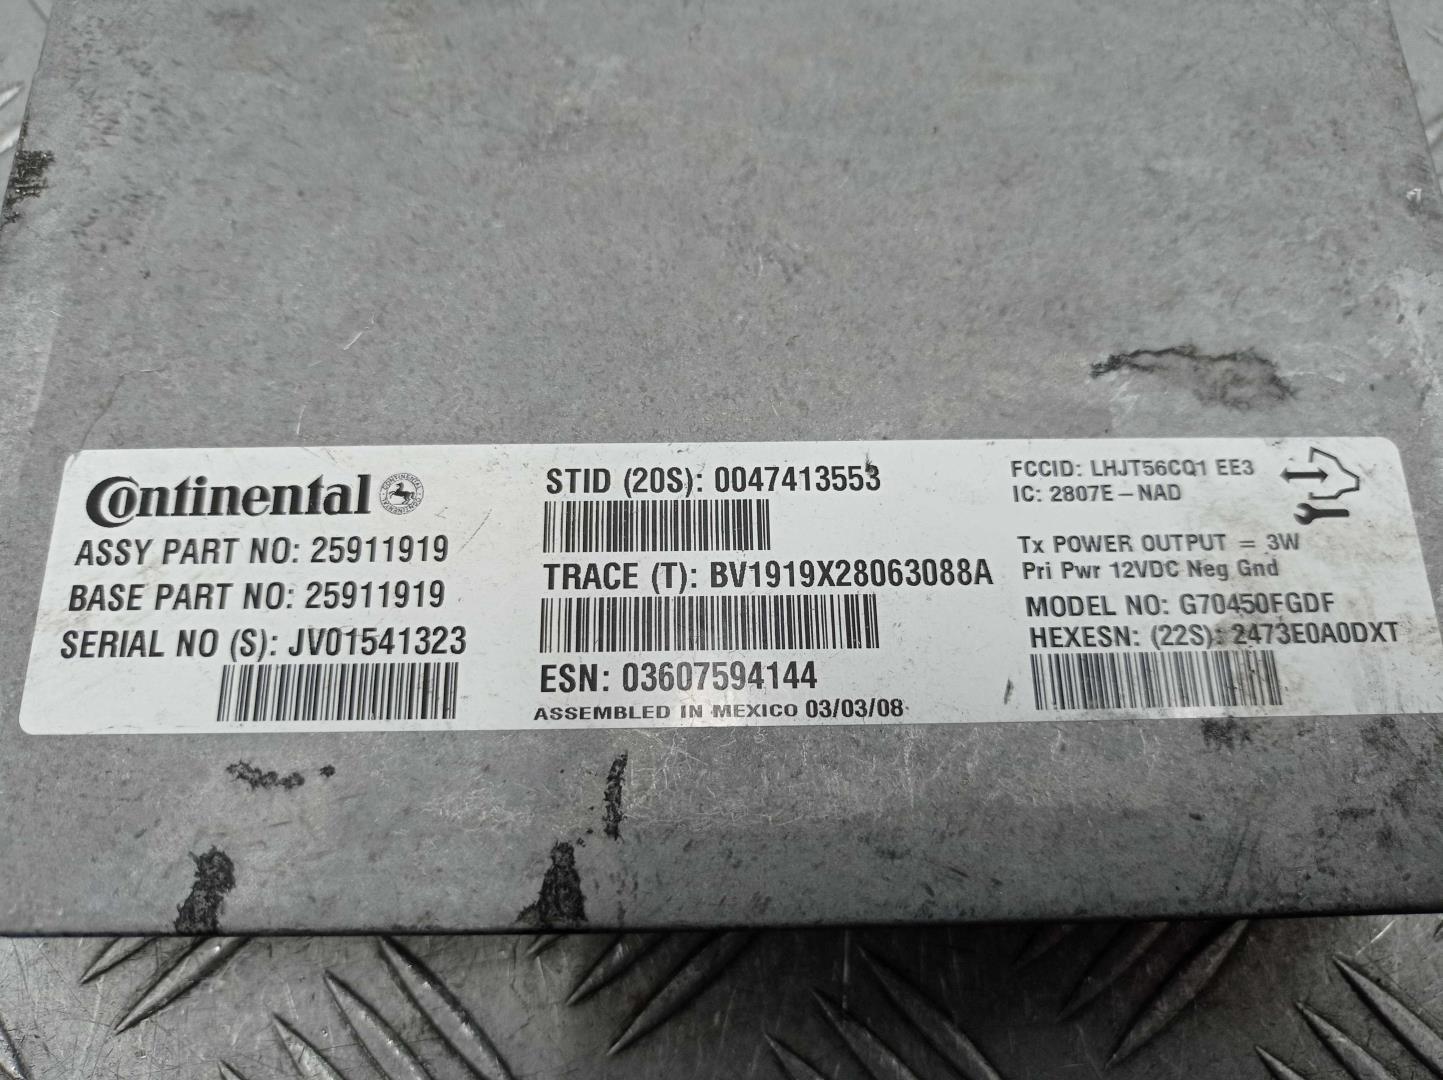 Continental
ASSY PART NO: 25911919
BASE PART NO: 25911919
SERIAL NO (S): JV01541323
STID (20S): 0047413553
TRACE (T): BV1919X28063088A
ESN: 03607594144
ASSEMBLED IN MEXICO 03/03/08
FCCID: LHJT56CQ1 EE3
IC: 2807E-NAD
Tx POWER OUTPUT = 3W
Pri Pwr 12VDC Neg Gnd
MODEL NO: G70450FGDF
HEXESN: (22S): 2473E0A0DXT